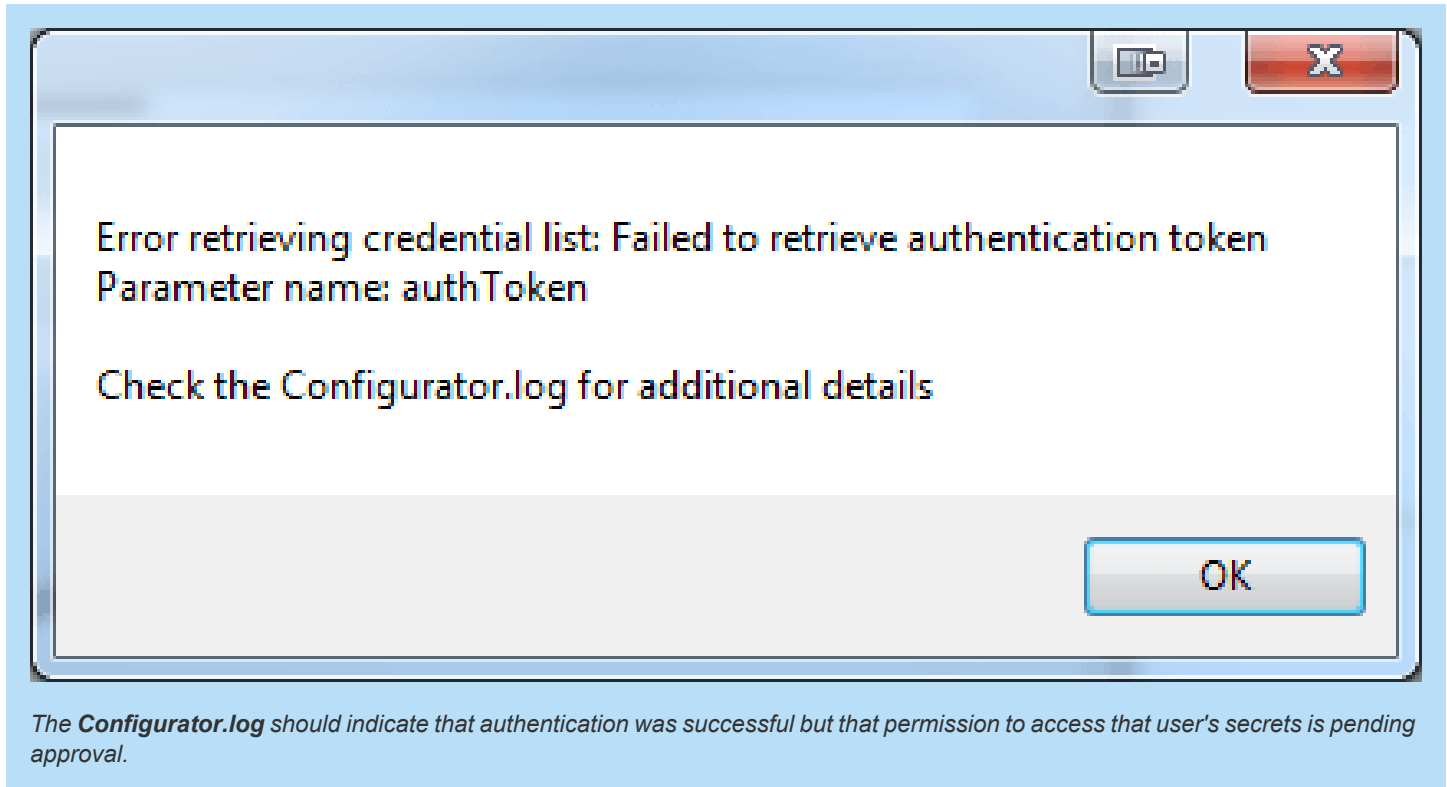 Error retrieving credential list: Failed to retrieve authentication token
Parameter name: authToken
Check the Configurator.log for additional details
OK
The Configurator.log should indicate that authentication was successful but that permission to access that user's secrets is pending
approval.